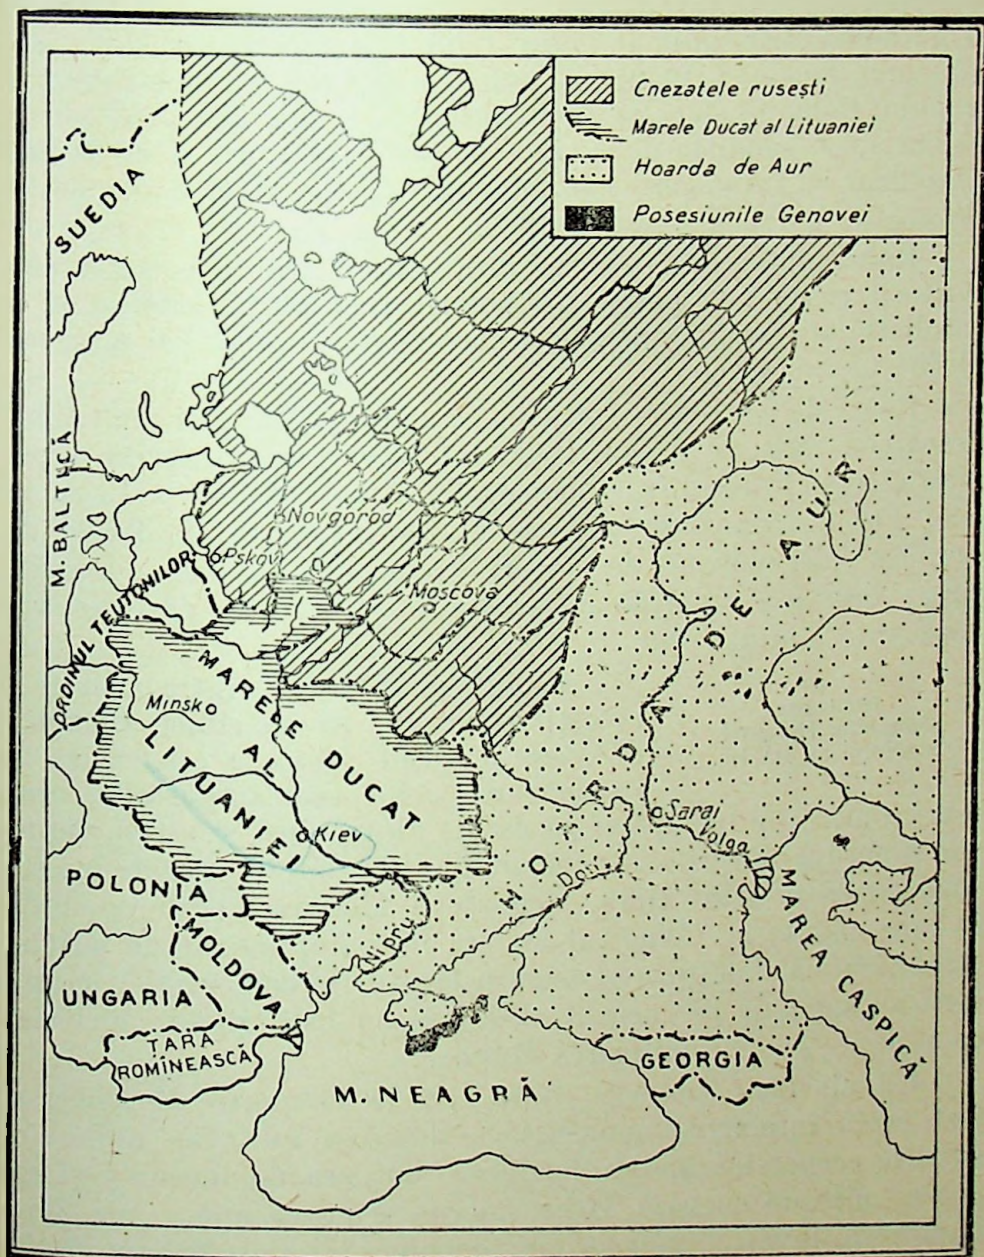 Cnezatele rusești
Marele Ducat al Lituaniei
Hoarda de Aur
Posesiunile Genovei
SUEDIA
M. BALTICĂ
Novgorod
Pskov
Moscova
ORDINUL TEUTONILOR
MARELE DUCAT
AL LITUANIEI
Minsk
Kiev
HOARDA DE AUR
Sarai
Volga
Don
Nipru
POLONIA
MOLDOVA
UNGARIA
ȚARA
ROMÎNEASCĂ
M. NEAGRĂ
GEORGIA
MAREA CASPICĂ